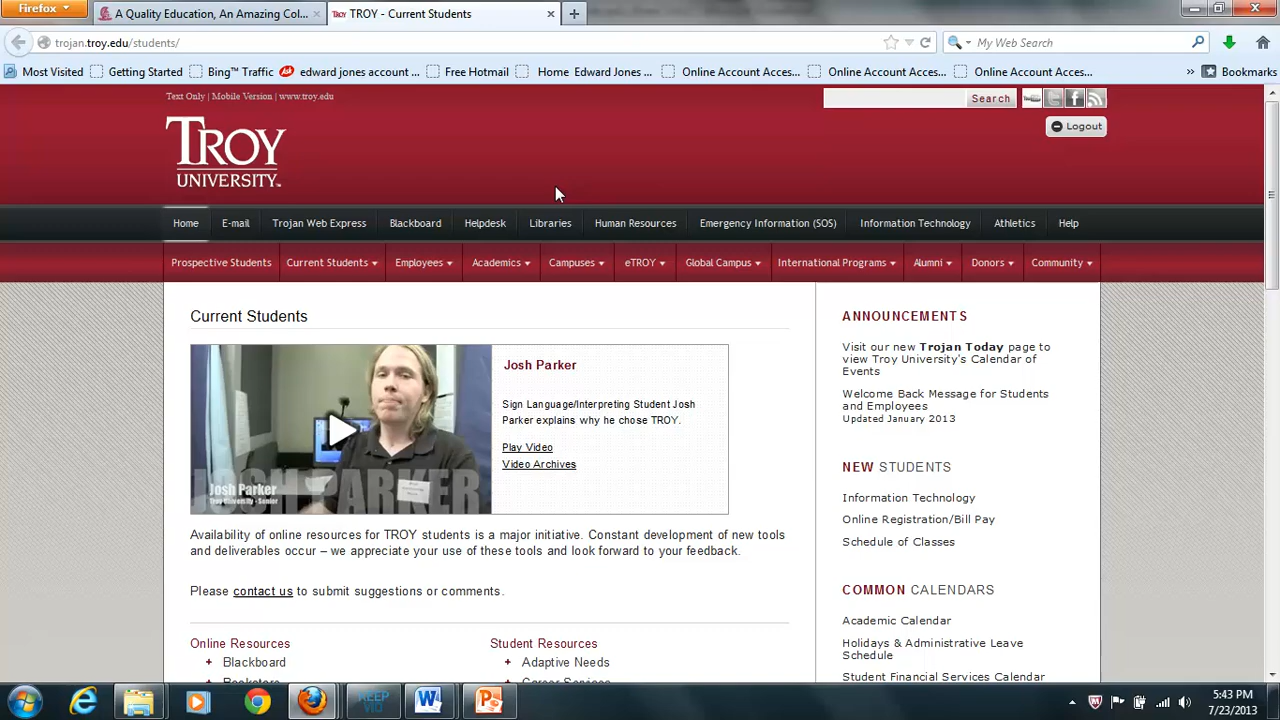 Firefox
A Quality Education, An Amazing Col...
TROY - Current Students
trojan.troy.edu/students/
My Web Search
Most Visited
Getting Started
Bing™ Traffic
edward jones account ...
Free Hotmail
Home Edward Jones ...
Online Account Acces...
Online Account Acces...
Online Account Acces...
»
Bookmarks
Text Only | Mobile Version | www.troy.edu
Search
Logout
TROY
UNIVERSITY
Home
E-mail
Trojan Web Express
Blackboard
Helpdesk
Libraries
Human Resources
Emergency Information (SOS)
Information Technology
Athletics
Help
Prospective Students
Current Students
Employees
Academics
Campuses
eTROY
Global Campus
International Programs
Alumni
Donors
Community
Current Students
Josh Parker
Sign Language/Interpreting Student Josh
Parker explains why he chose TROY.
Play Video
Video Archives
JOSH PARKER
Josh Parker
Troy University - Senior
Availability of online resources for TROY students is a major initiative. Constant development of new tools
and deliverables occur – we appreciate your use of these tools and look forward to your feedback.
Please contact us to submit suggestions or comments.
Online Resources
Blackboard
Student Resources
Adaptive Needs
ANNOUNCEMENTS
Visit our new Trojan Today page to
view Troy University's Calendar of
Events
Welcome Back Message for Students
and Employees
Updated January 2013
NEW STUDENTS
Information Technology
Online Registration/Bill Pay
Schedule of Classes
COMMON CALENDARS
Academic Calendar
Holidays & Administrative Leave
Schedule
Student Financial Services Calendar
KEEP
VID
5:43 PM
7/23/2013